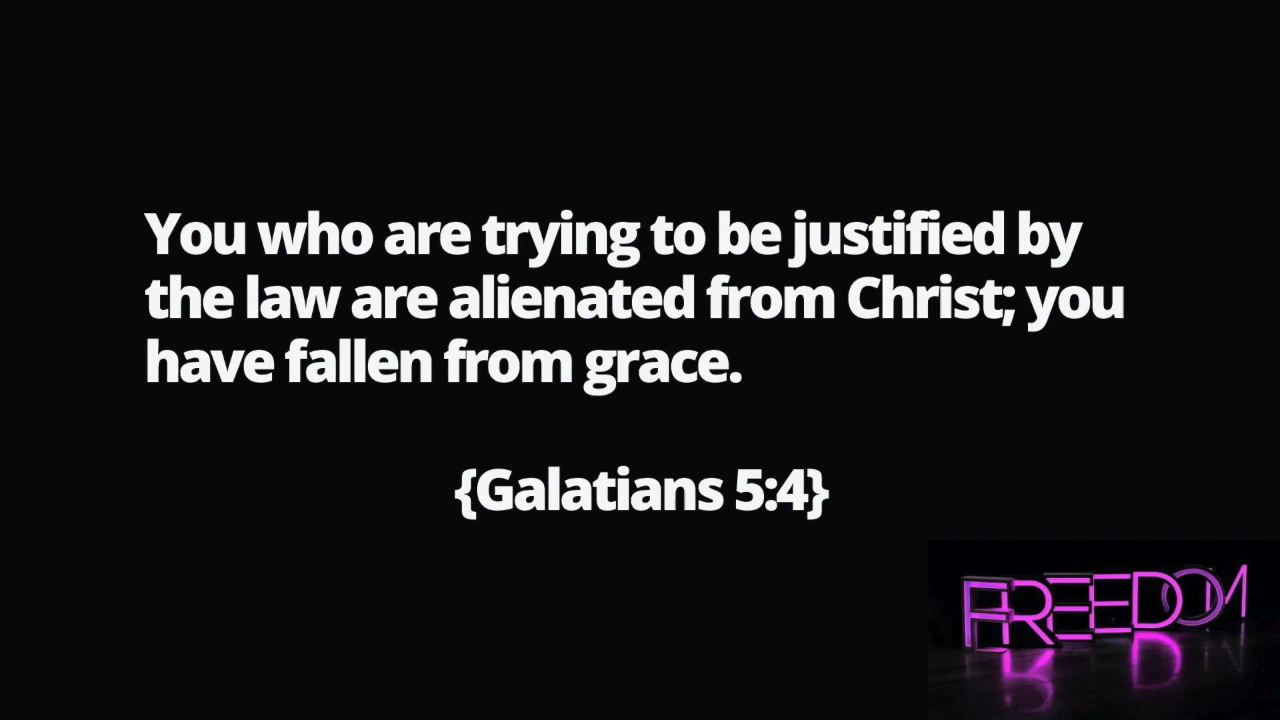 You who are trying to be justified by
the law are alienated from Christ; you
have fallen from grace.
{Galatians 5:4}
FREEDOM